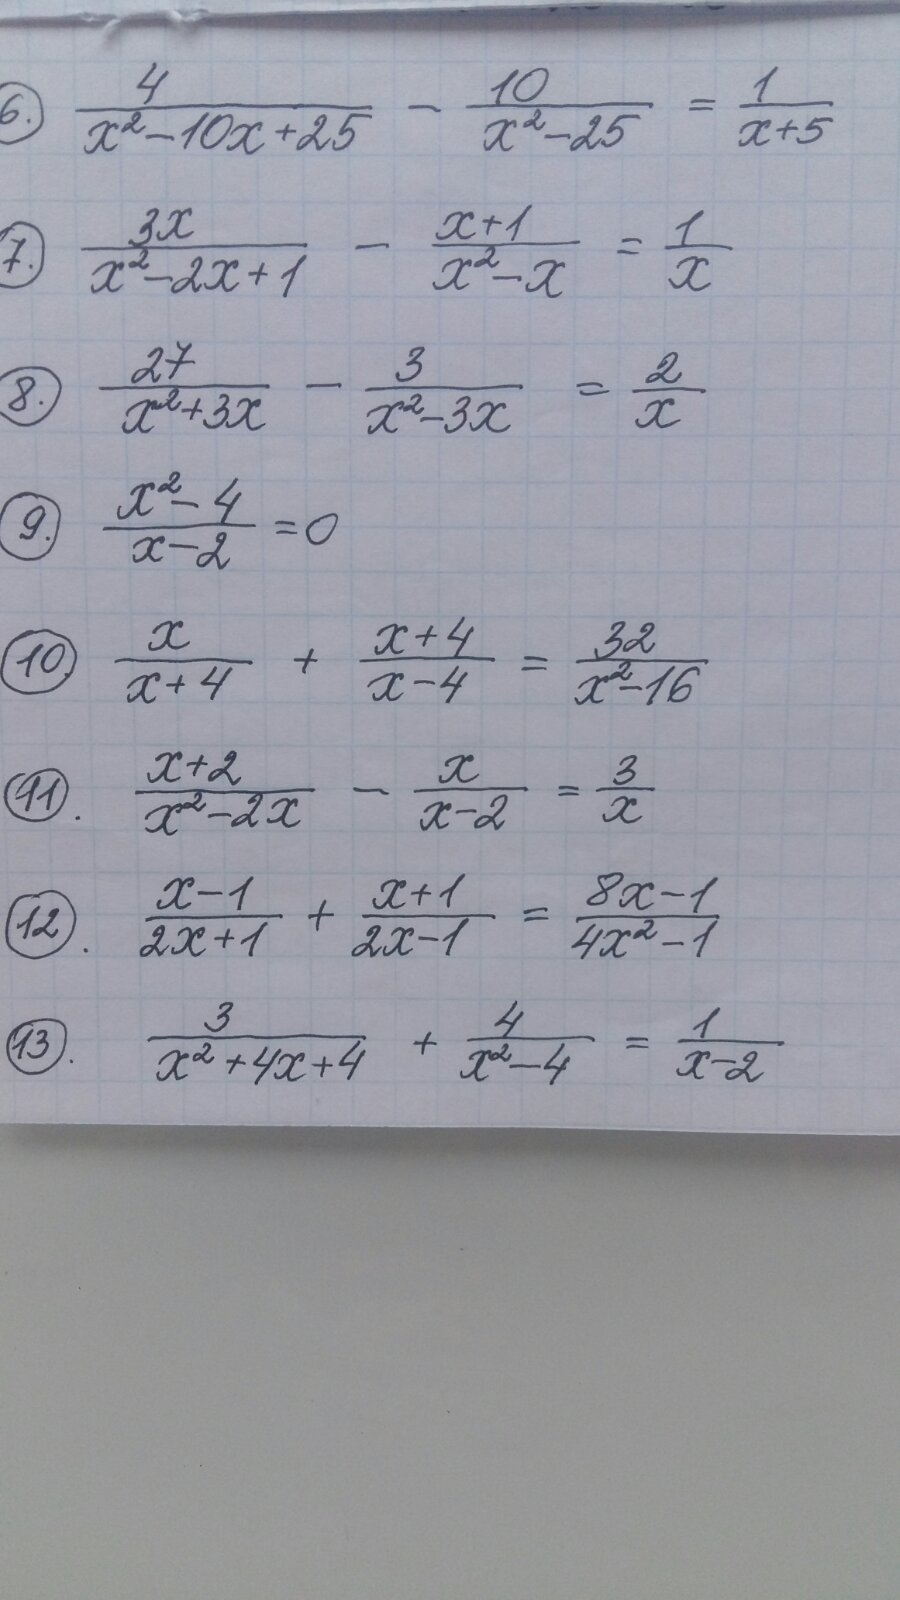 6. 4/(x²-10x+25) - 10/(x²-25) = 1/(x+5)
7. 3x/(x²-2x+1) - (x+1)/(x²-x) = 1/x
8. 27/(x²+3x) - 3/(x²-3x) = 2/x
9. (x²-4)/(x-2) = 0
10. x/(x+4) + (x+4)/(x-4) = 32/(x²-16)
11. (x+2)/(x²-2x) - x/(x-2) = 3/x
12. (x-1)/(2x+1) + (x+1)/(2x-1) = (8x-1)/(4x²-1)
13. 3/(x²+4x+4) + 4/(x²-4) = 1/(x-2)